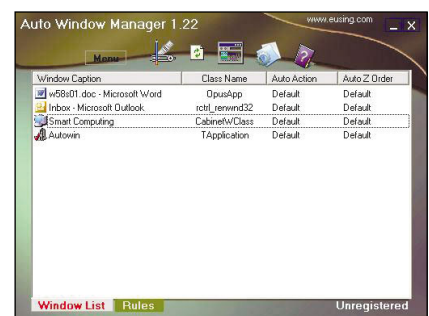 Auto Window Manager 1.22
www.eusing.com
Menu
Window Caption Class Name Auto Action Auto Z Order
w58s01.doc - Microsoft Word OpusApp Default Default
Inbox - Microsoft Outlook rctrl_renwnd32 Default Default
Smart Computing CabinetWClass Default Default
Autowin TApplication Default Default
Window List Rules Unregistered